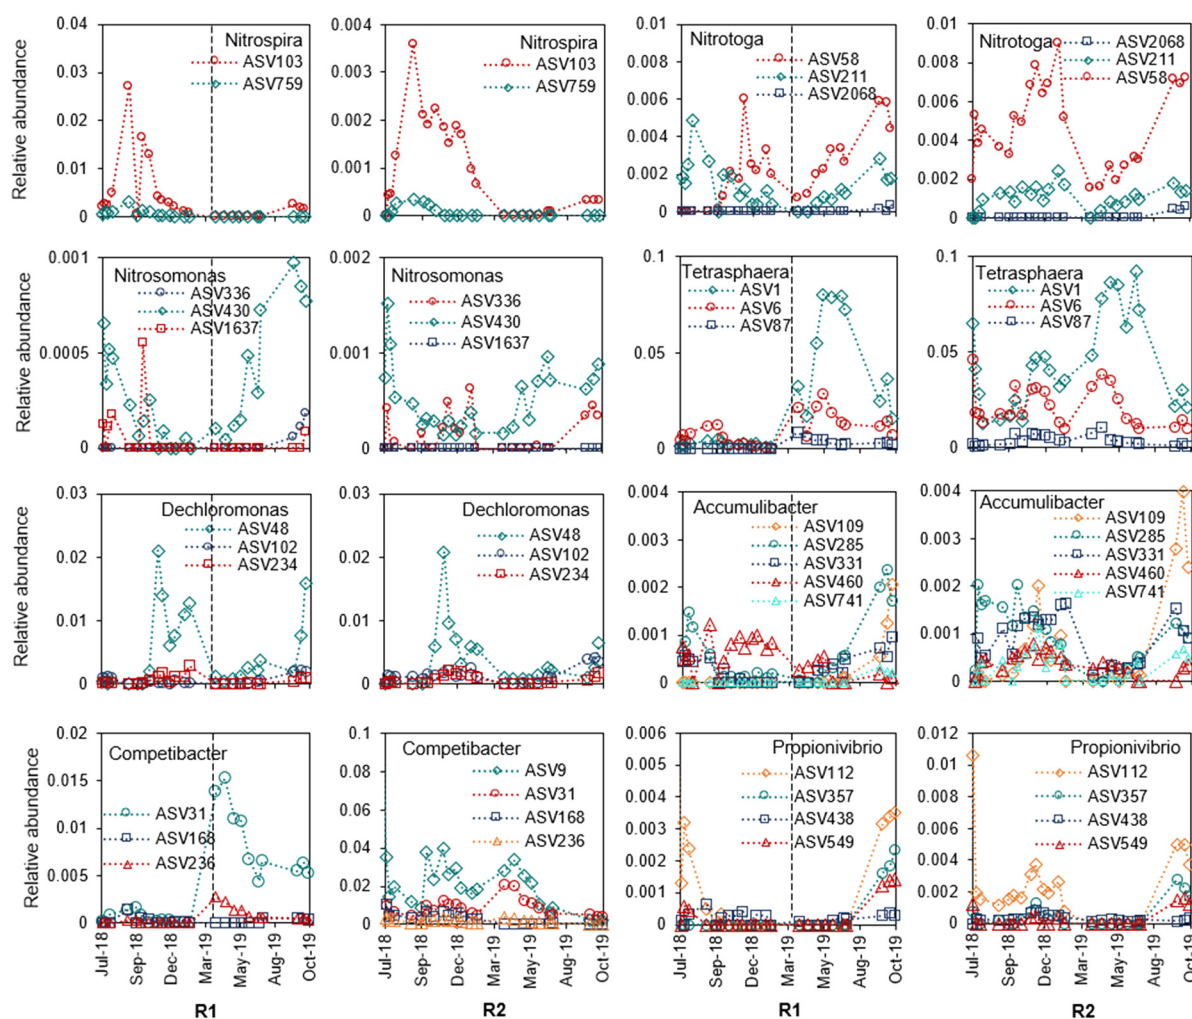 Relative abundance
0.04
0.03
0.02
0.01
0
Nitrospira
ASV103
ASV759
0.004
0.003
0.002
0.001
0
Nitrospira
ASV103
ASV759
0.01
0.008
0.006
0.004
0.002
0
Nitrotoga
ASV58
ASV211
ASV2068
0.01
0.008
0.006
0.004
0.002
0
Nitrotoga
ASV2068
ASV211
ASV58
Relative abundance
0.001
0.0005
0
Nitrosomonas
ASV336
ASV430
ASV1637
0.002
0.001
0
Nitrosomonas
ASV336
ASV430
ASV1637
0.1
0.05
0
Tetrasphaera
ASV1
ASV6
ASV87
0.1
0.05
0
Tetrasphaera
ASV1
ASV6
ASV87
Relative abundance
0.03
0.02
0.01
0
Dechloromonas
ASV48
ASV102
ASV234
0.03
0.02
0.01
0
Dechloromonas
ASV48
ASV102
ASV234
0.004
0.003
0.002
0.001
0
Accumulibacter
ASV109
ASV285
ASV331
ASV460
ASV741
0.004
0.003
0.002
0.001
0
Accumulibacter
ASV109
ASV285
ASV331
ASV460
ASV741
Relative abundance
0.02
0.015
0.01
0.005
0
Competibacter
ASV31
ASV168
ASV236
Jul-18
Sep-18
Dec-18
Mar-19
May-19
Jul-19
Oct-19
R1
0.1
0.08
0.06
0.04
0.02
0
Competibacter
ASV9
ASV31
ASV168
ASV236
Jul-18
Sep-18
Dec-18
Mar-19
May-19
Jul-19
Oct-19
R2
0.006
0.005
0.004
0.003
0.002
0.001
0
Propionivibrio
ASV112
ASV357
ASV438
ASV549
Jul-18
Sep-18
Dec-18
Mar-19
May-19
Jul-19
Oct-19
R1
0.012
0.01
0.008
0.006
0.004
0.002
0
Propionivibrio
ASV112
ASV357
ASV438
ASV549
Jul-18
Sep-18
Dec-18
Mar-19
May-19
Jul-19
Oct-19
R2